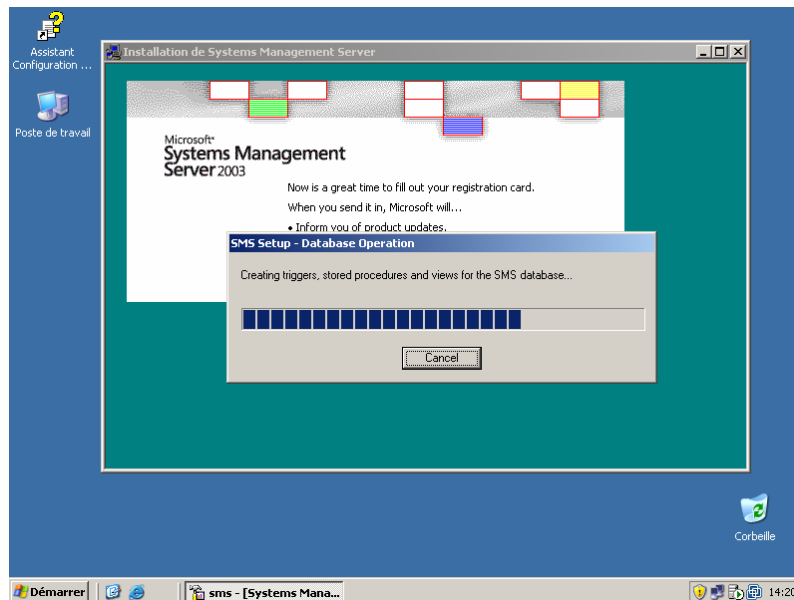 Assistant
Configuration ...
Poste de travail
Installation de Systems Management Server
Microsoft
Systems Management
Server 2003
Now is a great time to fill out your registration card.
When you send it in, Microsoft will...
• Inform you of product updates.
SMS Setup - Database Operation
Creating triggers, stored procedures and views for the SMS database...
Cancel
Corbeille
Démarrer
sms - [Systems Mana...
14:20